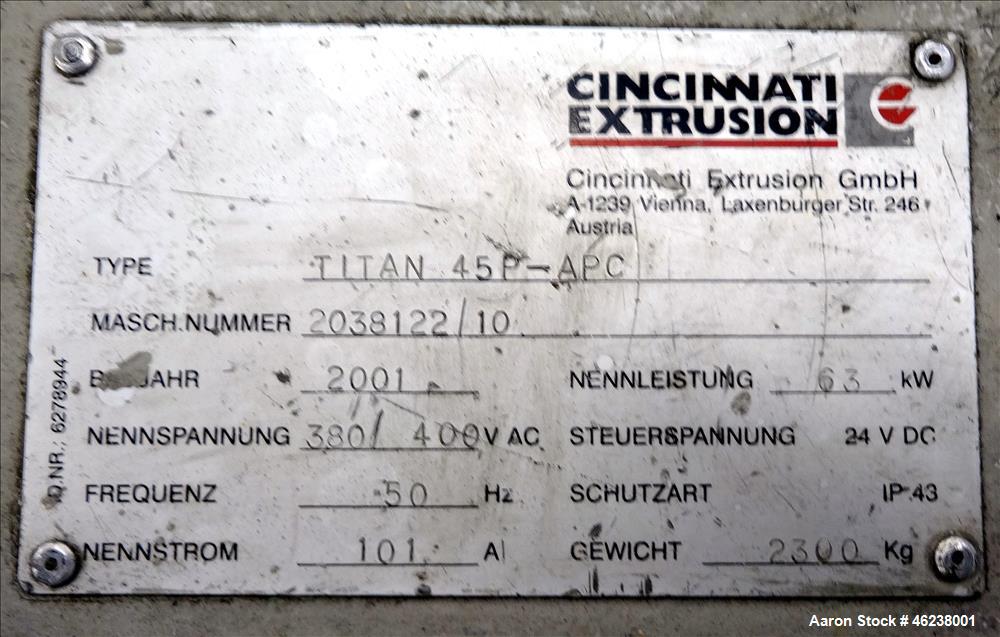 CINCINNATI
EXTRUSION
Cincinnati Extrusion GmbH
A-1239 Vienna, Laxenburger Str. 246
Austria
TYPE TITAN 45P-APC
MASCH.NUMMER 2038122/10
BAUJAHR 2001 NENNLEISTUNG 63 kW
NENNSPANNUNG 380/ 400 V AC STEUERSPANNUNG 24 V DC
FREQUENZ 50 Hz SCHUTZART IP 43
NENNSTROM 101 A GEWICHT 2300 Kg
Q.NR.: 6278944
Aaron Stock # 46238001